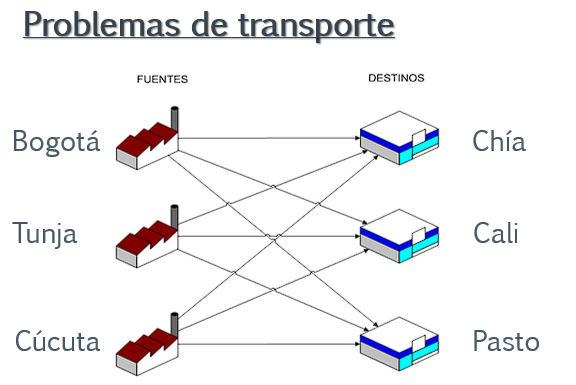 Problemas de transporte
FUENTES DESTINOS
Bogotá Chía
Tunja Cali
Cúcuta Pasto